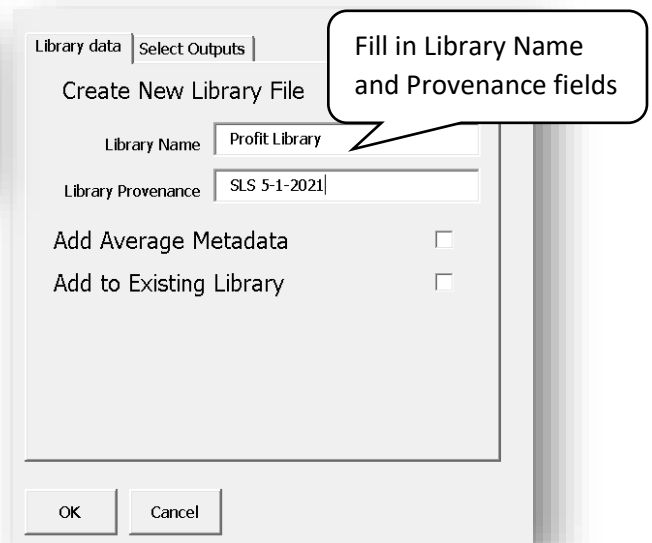 Library data Select Outputs
Fill in Library Name
and Provenance fields
Create New Library File
Library Name Profit Library
Library Provenance SLS 5-1-2021
Add Average Metadata
Add to Existing Library
OK Cancel